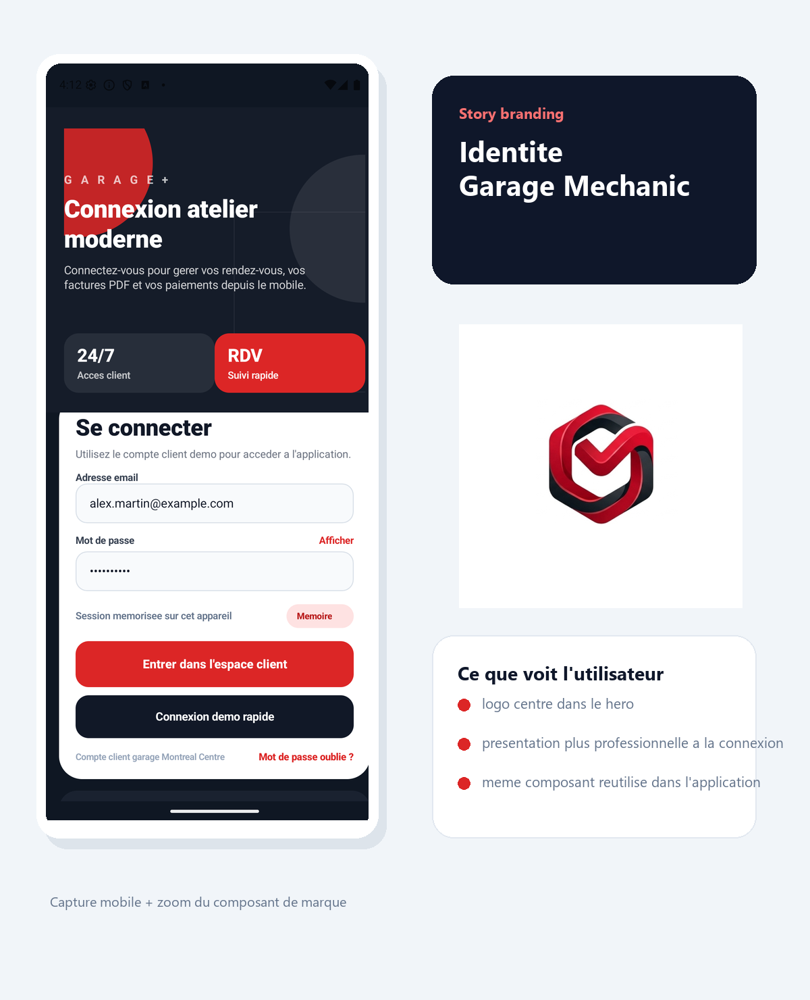 4:12
GARAGE+
Connexion atelier
moderne
Connectez-vous pour gerer vos rendez-vous, vos
factures PDF et vos paiements depuis le mobile.
24/7
Acces client
RDV
Suivi rapide
Se connecter
Utilisez le compte client demo pour acceder a l'application.
Adresse email
alex.martin@example.com
Mot de passe
Afficher
••••••••••
Session memorisee sur cet appareil
Memoire
Entrer dans l'espace client
Connexion demo rapide
Compte client garage Montreal Centre
Mot de passe oublie ?
Story branding
Identite
Garage Mechanic
Ce que voit l'utilisateur
logo centre dans le hero
presentation plus professionnelle a la connexion
meme composant reutilise dans l'application
Capture mobile + zoom du composant de marque